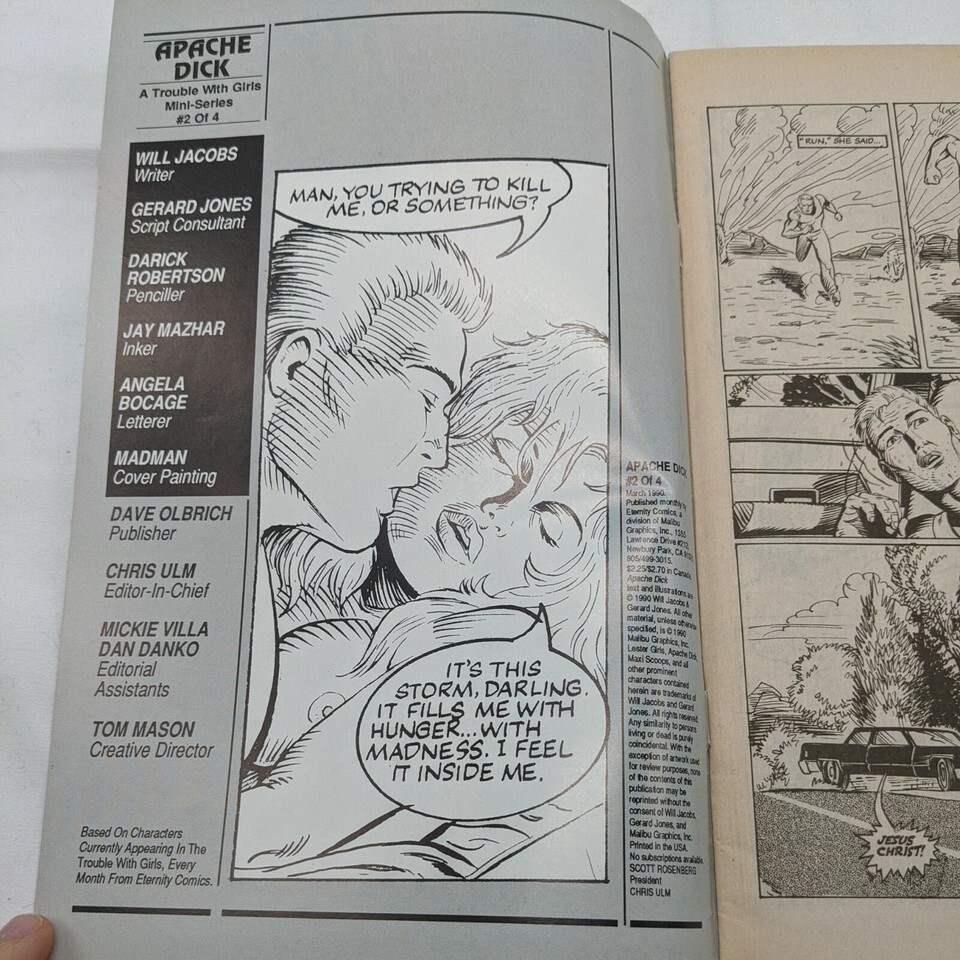 APACHE
DICK
A Trouble With Girls
Mini-Series
#2 Of 4
WILL JACOBS
Writer
GERARD JONES
Script Consultant
DARICK
ROBERTSON
Penciller
JAY MAZHAR
Inker
ANGELA
BOCAGE
Letterer
MADMAN
Cover Painting
DAVE OLBRICH
Publisher
CHRIS ULM
Editor-In-Chief
MICKIE VILLA
DAN DANKO
Editorial
Assistants
TOM MASON
Creative Director
Based On Characters
Currently Appearing In The
Trouble With Girls, Every
Month From Eternity Comics.
MAN, YOU TRYING TO KILL
ME, OR SOMETHING?
IT'S THIS
STORM, DARLING.
IT FILLS ME WITH
HUNGER...WITH
MADNESS. I FEEL
IT INSIDE ME.
APACHE DICK
#2 Of 4
March 1990.
Published monthly by
Eternity Comics, a
division of Malibu
Graphics, Inc., 1355
Lawrence Drive #212,
Newbury Park, CA
805/499-3015.
$2.25/$2.70 in Canada.
Apache Dick
text and illustrations are
© 1990 Will Jacobs &
Gerard Jones. All other
material, unless otherwise
specified, is © 1990
Malibu Graphics, Inc.
Lester Girls, Apache Dick,
Maxi Scoops, and all
other prominent
characters contained
herein are trademarks of
Will Jacobs and Gerard
Jones. All rights reserved.
Any similarity to persons
living or dead is purely
coincidental. With the
exception of artwork used
for review purposes, none
of the contents of this
publication may be
reprinted without the
consent of Will Jacobs,
Gerard Jones, and
Malibu Graphics, Inc.
Printed in the USA.
No subscriptions available.
SCOTT ROSENBERG
President
CHRIS ULM
"RUN," SHE SAID...
JESUS
CHRIST!